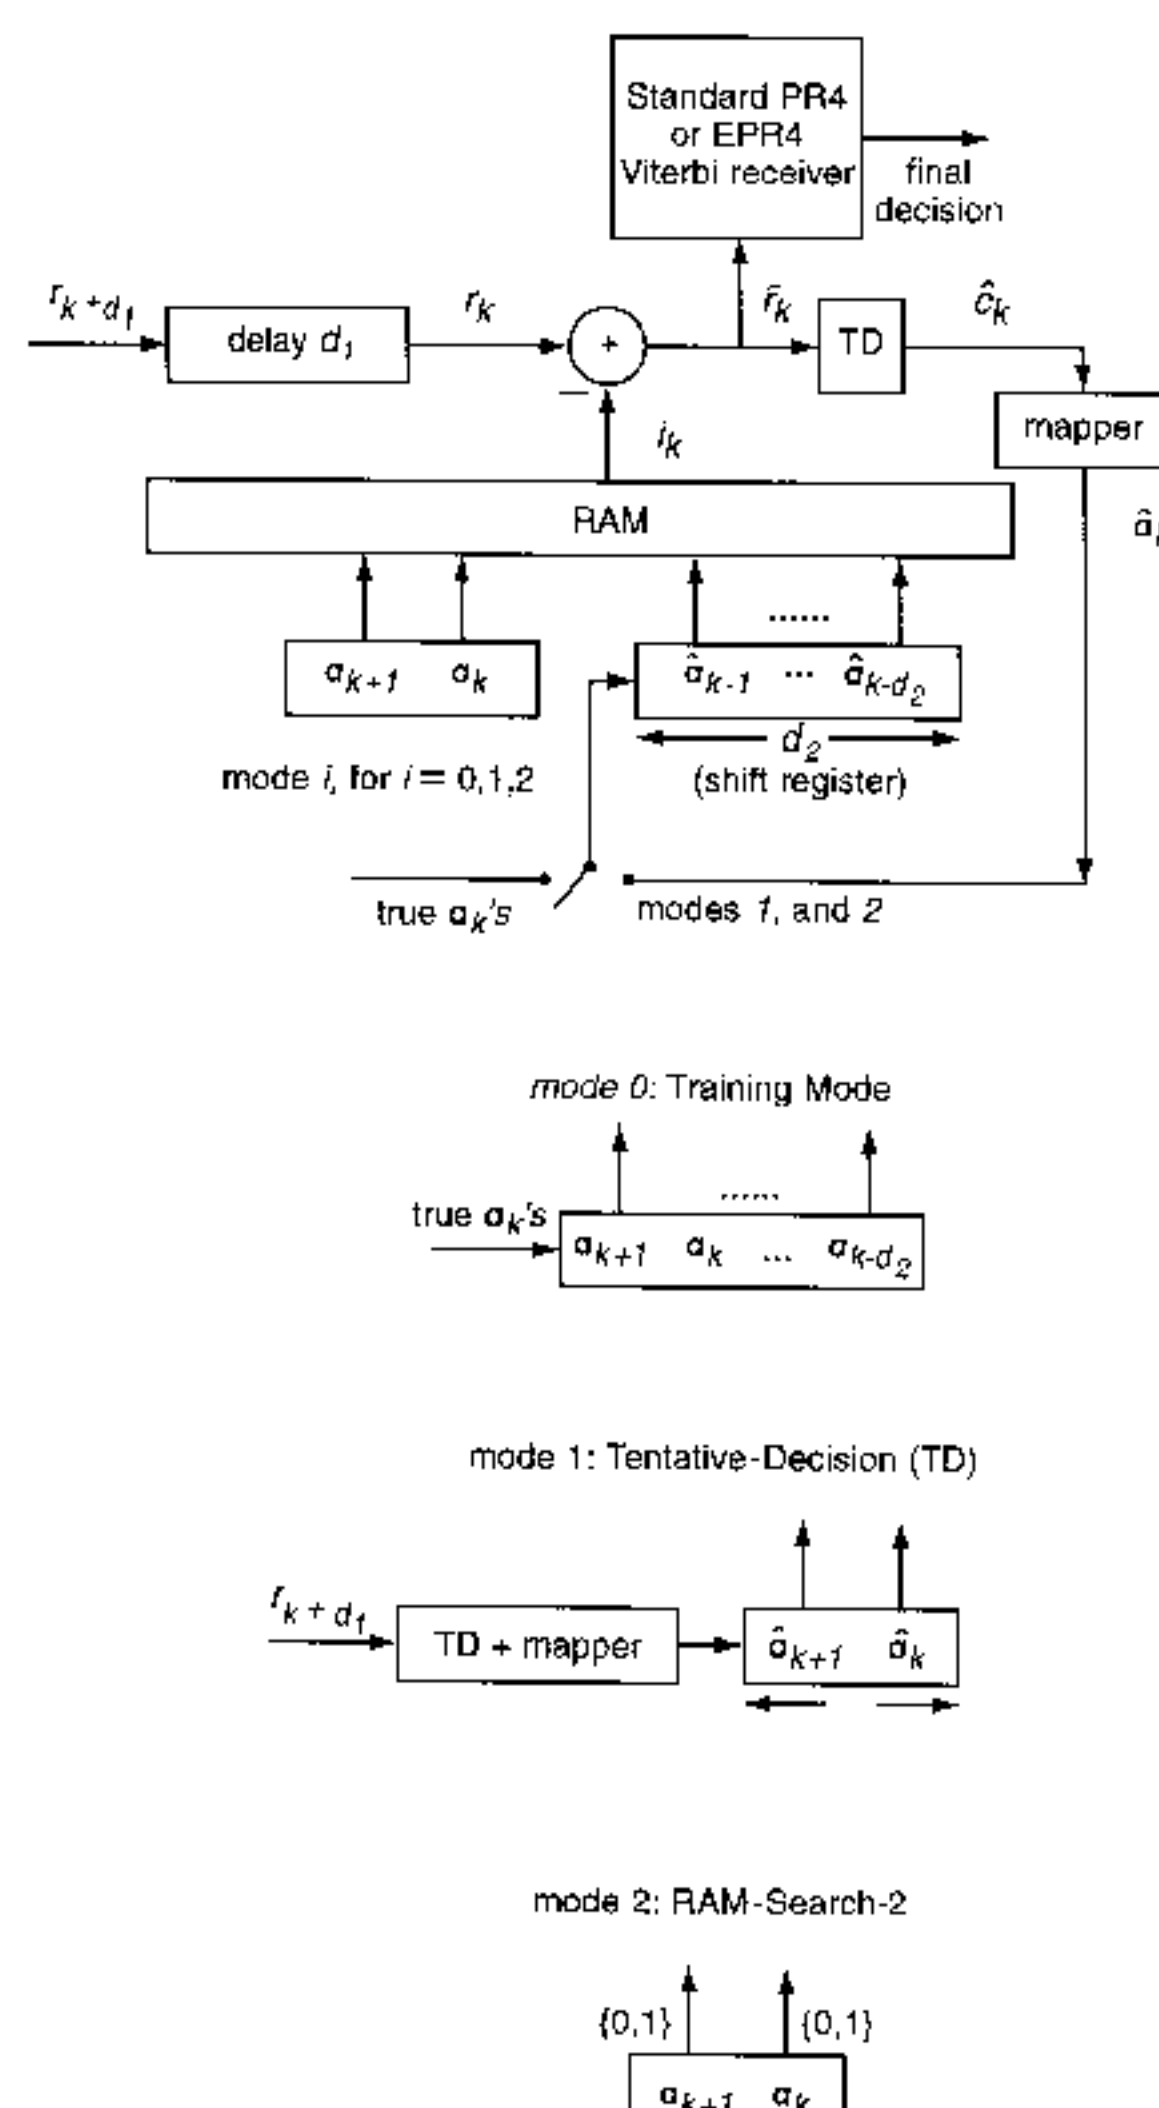 Standard PR4
or EPR4
Viterbi receiver
final
decision
r_{k+d_1}
delay d_1
r_k
+
r̃_k
TD
ĉ_k
−
i_k
mapper
RAM
â
......
a_{k+1} a_k
â_{k-1} ... â_{k-d_2}
d_2
mode i, for i = 0,1,2
(shift register)
true a_k's
modes 1, and 2
mode 0: Training Mode
......
true a_k's
a_{k+1} a_k ... a_{k-d_2}
mode 1: Tentative-Decision (TD)
r_{k+d_1}
TD + mapper
â_{k+1} â_k
mode 2: RAM-Search-2
{0,1} {0,1}
a_{k+1} a_k